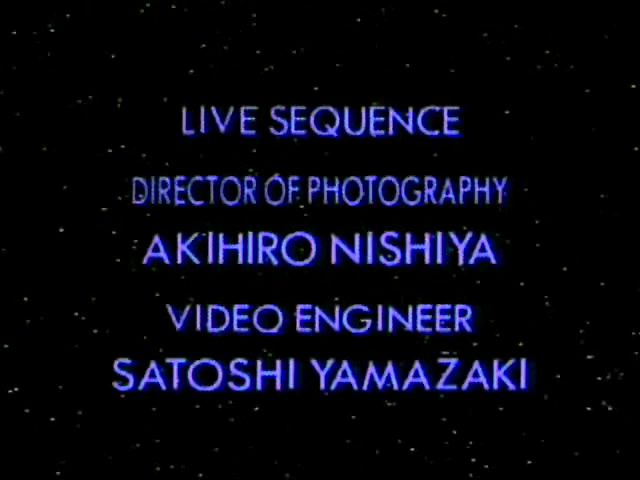 LIVE SEQUENCE
DIRECTOR OF PHOTOGRAPHY
AKIHIRO NISHIYA
VIDEO ENGINEER
SATOSHI YAMAZAKI